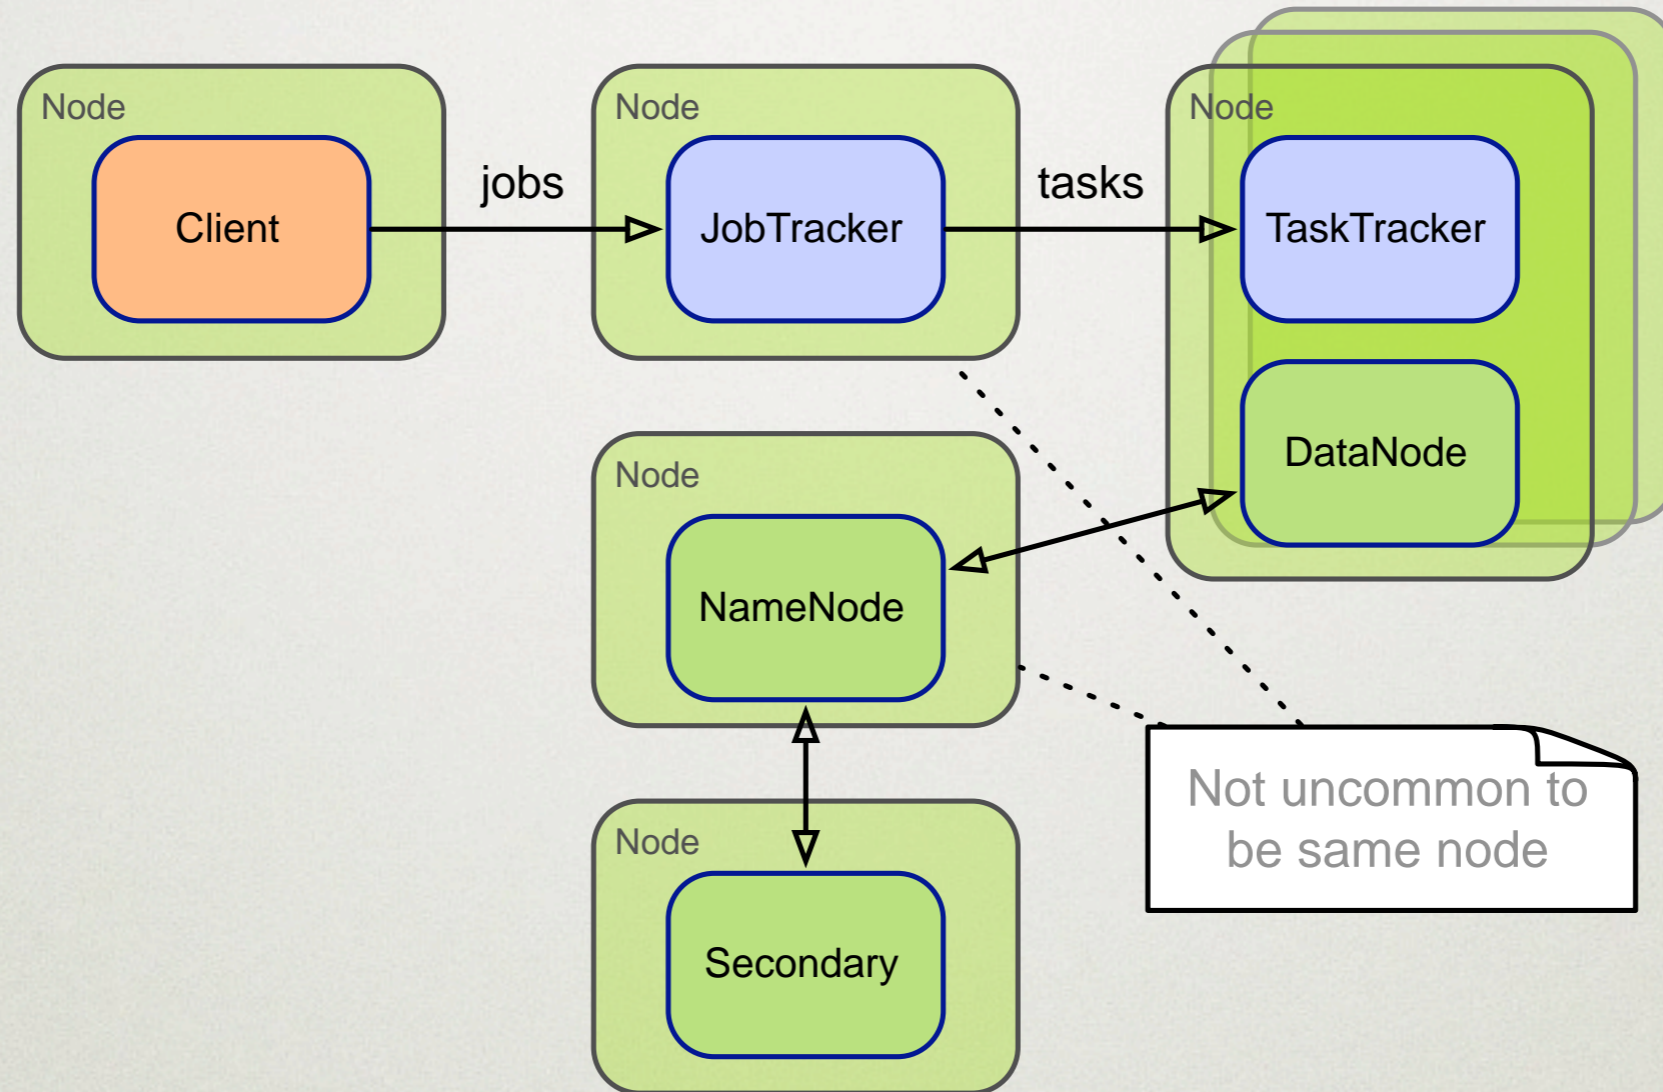 Node
Client
jobs
Node
JobTracker
tasks
Node
TaskTracker
DataNode
Node
NameNode
Node
Secondary
Not uncommon to
be same node